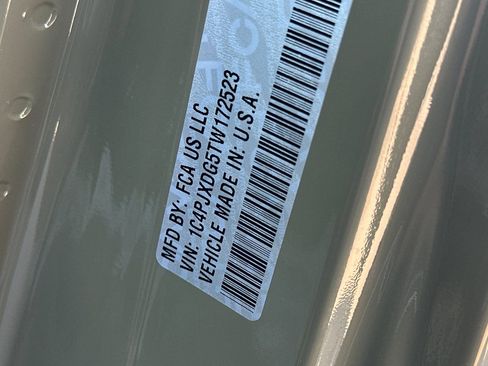 MFD BY: FCA US LLC
VIN: 1C4PJXDG5TW172523
VEHICLE MADE IN: U.S.A.